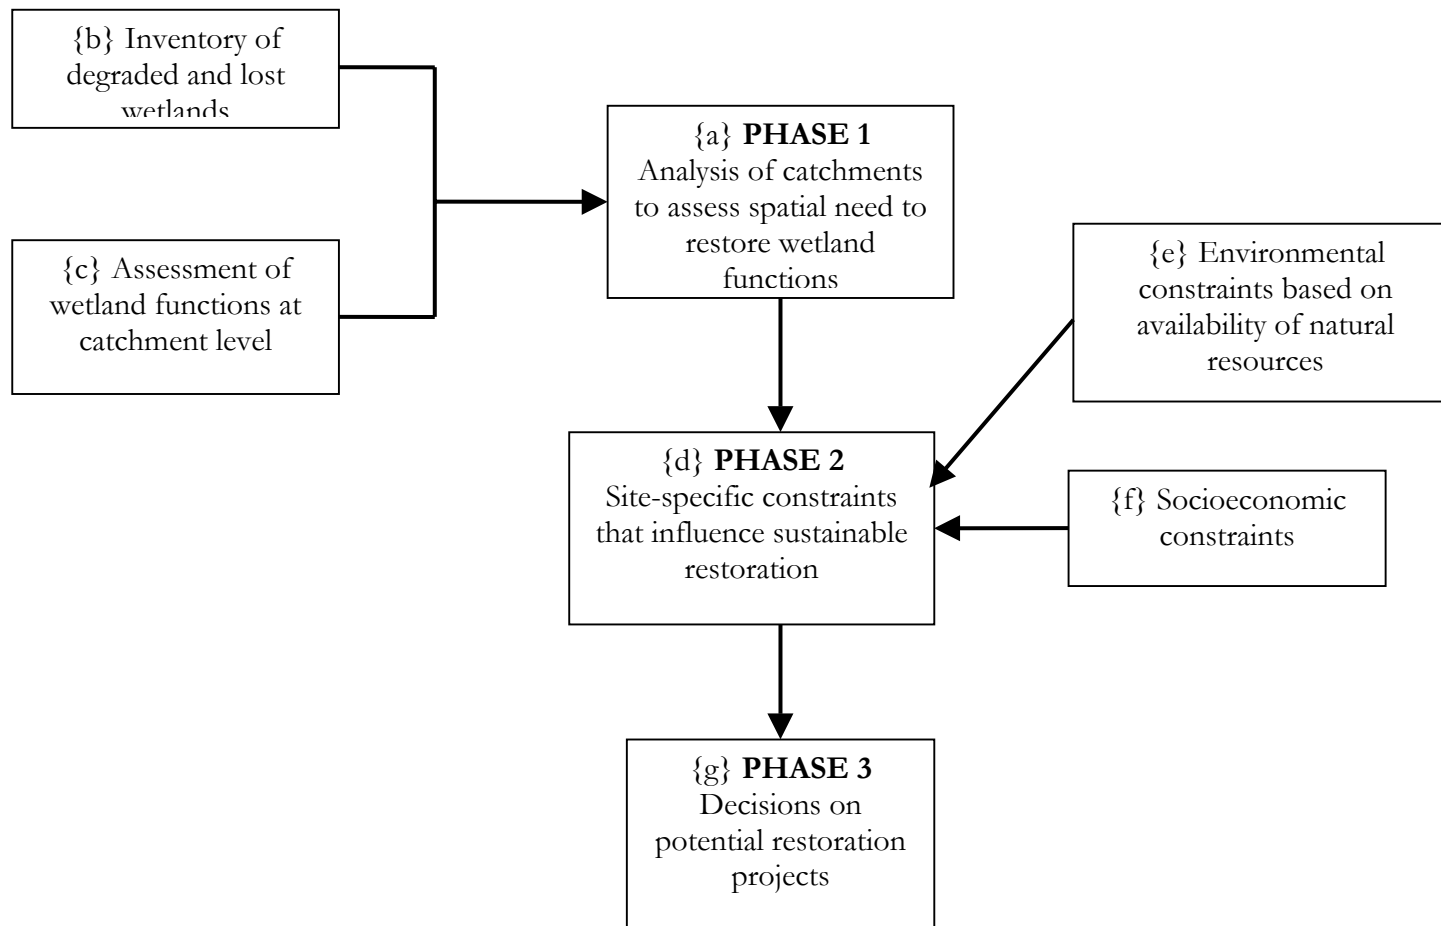 {b} Inventory of
degraded and lost
wetlands
{a} PHASE 1
Analysis of catchments
to assess spatial need to
restore wetland
functions
{c} Assessment of
wetland functions at
catchment level
{e} Environmental
constraints based on
availability of natural
resources
{d} PHASE 2
Site-specific constraints
that influence sustainable
restoration
{f} Socioeconomic
constraints
{g} PHASE 3
Decisions on
potential restoration
projects